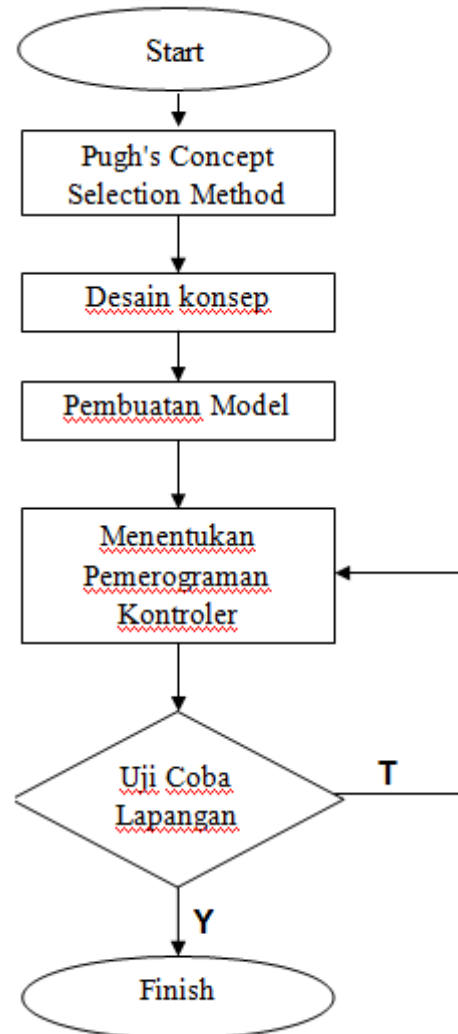 Start
Pugh's Concept
Selection Method
Desain konsep
Pembuatan Model
Menentukan
Pemerograman
Kontroler
Uji Coba
Lapangan
T
Y
Finish